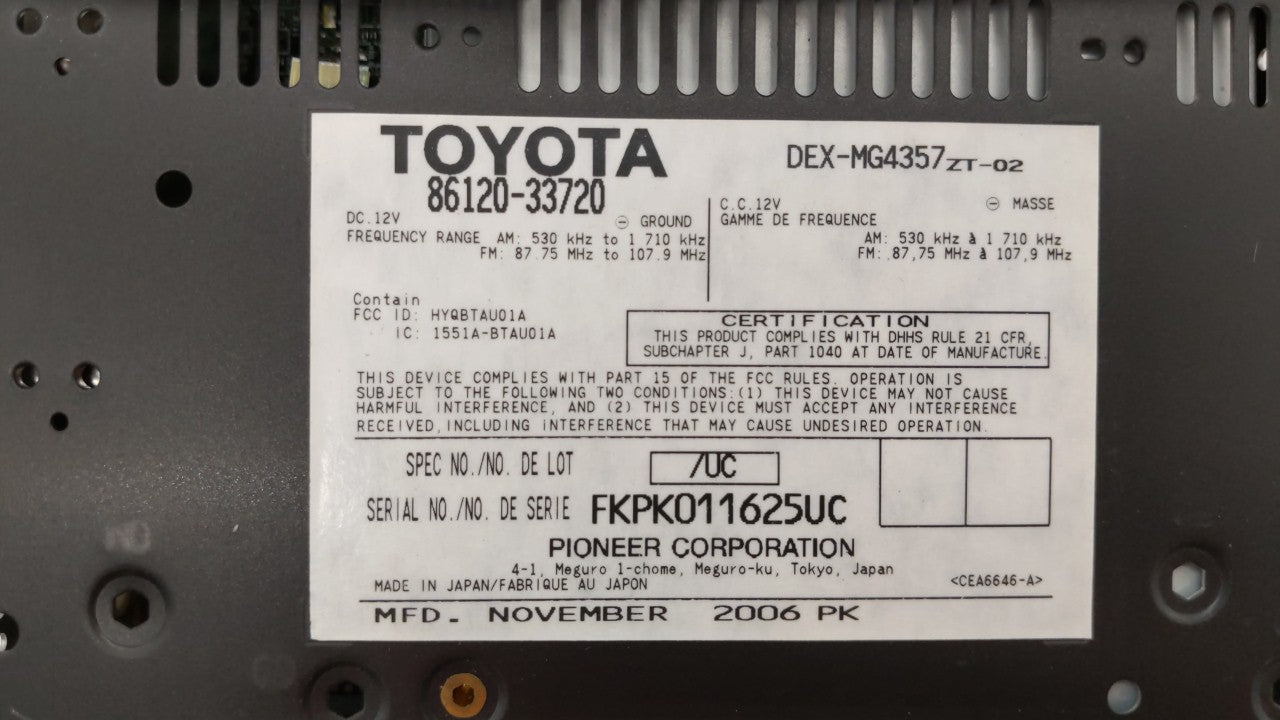 TOYOTA
86120-33720
DEX-MG4357 ZT-02
DC.12V ⊖ GROUND
FREQUENCY RANGE AM: 530 kHz to 1 710 kHz
FM: 87.75 MHz to 107.9 MHz
C.C.12V ⊖ MASSE
GAMME DE FREQUENCE
AM: 530 kHz à 1 710 kHz
FM: 87,75 MHz à 107,9 MHz
Contain
FCC ID: HYQBTAU01A
IC: 1551A-BTAU01A
CERTIFICATION
THIS PRODUCT COMPLIES WITH DHHS RULE 21 CFR,
SUBCHAPTER J, PART 1040 AT DATE OF MANUFACTURE.
THIS DEVICE COMPLIES WITH PART 15 OF THE FCC RULES. OPERATION IS
SUBJECT TO THE FOLLOWING TWO CONDITIONS:(1) THIS DEVICE MAY NOT CAUSE
HARMFUL INTERFERENCE, AND (2) THIS DEVICE MUST ACCEPT ANY INTERFERENCE
RECEIVED,INCLUDING INTERFERENCE THAT MAY CAUSE UNDESIRED OPERATION.
SPEC NO./NO. DE LOT /UC
SERIAL NO./NO. DE SERIE FKPK011625UC
PIONEER CORPORATION
4-1, Meguro 1-chome, Meguro-ku, Tokyo, Japan
MADE IN JAPAN/FABRIQUE AU JAPON <CEA6646-A>
MFD. NOVEMBER 2006 PK